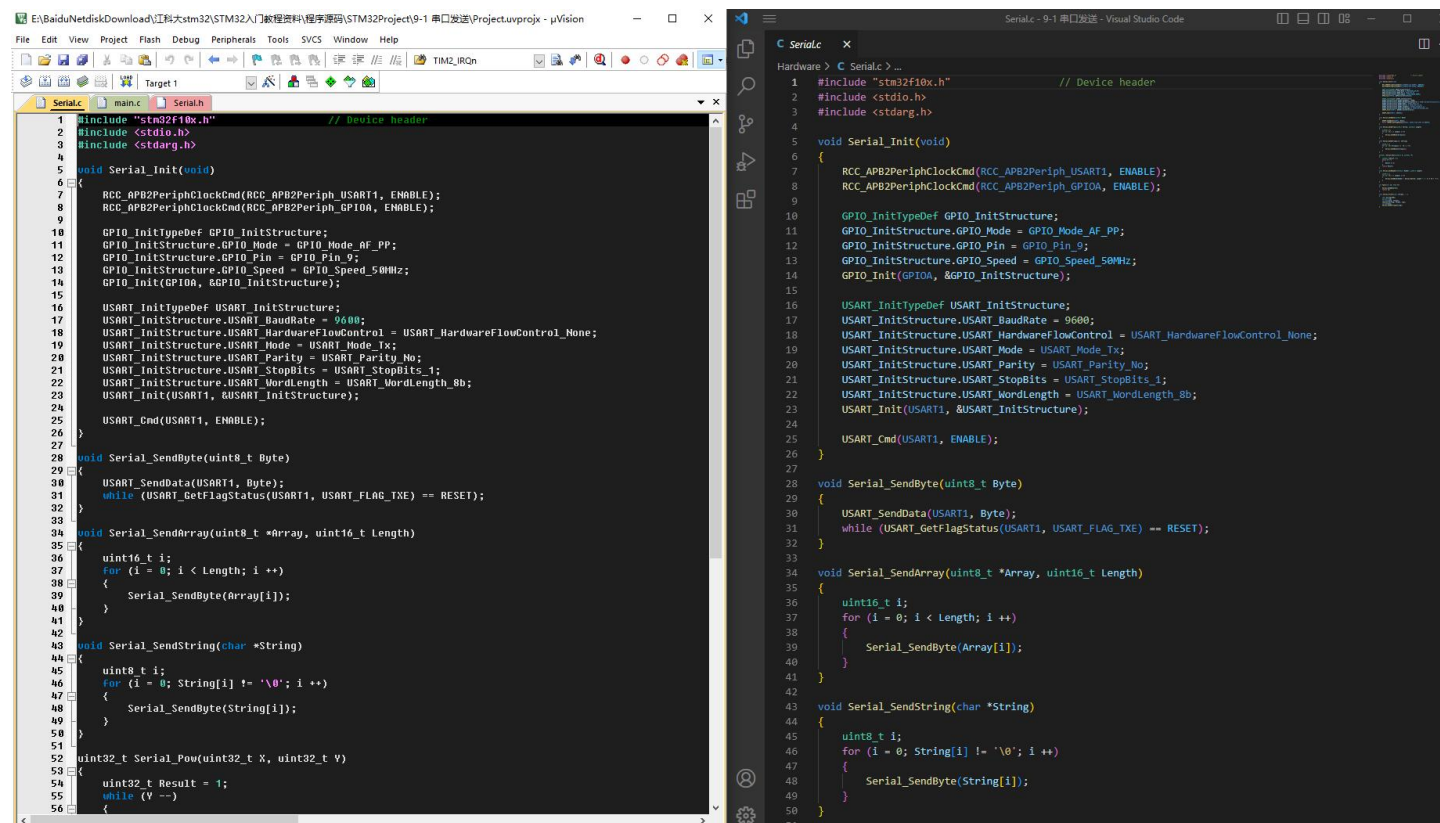 E:\BaiduNetdiskDownload\江科大stm32\STM32入门教程资料\程序源码\STM32Project\9-1 串口发送\Project.uvprojx - µVision
File Edit View Project Flash Debug Peripherals Tools SVCS Window Help
TIM2_IRQn
Target 1
Serial.c main.c Serial.h
1 #include "stm32f10x.h" // Device header
2 #include <stdio.h>
3 #include <stdarg.h>
4
5 void Serial_Init(void)
6 {
7 RCC_APB2PeriphClockCmd(RCC_APB2Periph_USART1, ENABLE);
8 RCC_APB2PeriphClockCmd(RCC_APB2Periph_GPIOA, ENABLE);
9
10 GPIO_InitTypeDef GPIO_InitStructure;
11 GPIO_InitStructure.GPIO_Mode = GPIO_Mode_AF_PP;
12 GPIO_InitStructure.GPIO_Pin = GPIO_Pin_9;
13 GPIO_InitStructure.GPIO_Speed = GPIO_Speed_50MHz;
14 GPIO_Init(GPIOA, &GPIO_InitStructure);
15
16 USART_InitTypeDef USART_InitStructure;
17 USART_InitStructure.USART_BaudRate = 9600;
18 USART_InitStructure.USART_HardwareFlowControl = USART_HardwareFlowControl_None;
19 USART_InitStructure.USART_Mode = USART_Mode_Tx;
20 USART_InitStructure.USART_Parity = USART_Parity_No;
21 USART_InitStructure.USART_StopBits = USART_StopBits_1;
22 USART_InitStructure.USART_WordLength = USART_WordLength_8b;
23 USART_Init(USART1, &USART_InitStructure);
24
25 USART_Cmd(USART1, ENABLE);
26 }
27
28 void Serial_SendByte(uint8_t Byte)
29 {
30 USART_SendData(USART1, Byte);
31 while (USART_GetFlagStatus(USART1, USART_FLAG_TXE) == RESET);
32 }
33
34 void Serial_SendArray(uint8_t *Array, uint16_t Length)
35 {
36 uint16_t i;
37 for (i = 0; i < Length; i ++)
38 {
39 Serial_SendByte(Array[i]);
40 }
41 }
42
43 void Serial_SendString(char *String)
44 {
45 uint8_t i;
46 for (i = 0; String[i] != '\0'; i ++)
47 {
48 Serial_SendByte(String[i]);
49 }
50 }
51
52 uint32_t Serial_Pow(uint32_t X, uint32_t Y)
53 {
54 uint32_t Result = 1;
55 while (Y --)
56 {
Serial.c - 9-1 串口发送 - Visual Studio Code
C Serial.c
Hardware > C Serial.c > ...
1 #include "stm32f10x.h" // Device header
2 #include <stdio.h>
3 #include <stdarg.h>
4
5 void Serial_Init(void)
6 {
7 RCC_APB2PeriphClockCmd(RCC_APB2Periph_USART1, ENABLE);
8 RCC_APB2PeriphClockCmd(RCC_APB2Periph_GPIOA, ENABLE);
9
10 GPIO_InitTypeDef GPIO_InitStructure;
11 GPIO_InitStructure.GPIO_Mode = GPIO_Mode_AF_PP;
12 GPIO_InitStructure.GPIO_Pin = GPIO_Pin_9;
13 GPIO_InitStructure.GPIO_Speed = GPIO_Speed_50MHz;
14 GPIO_Init(GPIOA, &GPIO_InitStructure);
15
16 USART_InitTypeDef USART_InitStructure;
17 USART_InitStructure.USART_BaudRate = 9600;
18 USART_InitStructure.USART_HardwareFlowControl = USART_HardwareFlowControl_None;
19 USART_InitStructure.USART_Mode = USART_Mode_Tx;
20 USART_InitStructure.USART_Parity = USART_Parity_No;
21 USART_InitStructure.USART_StopBits = USART_StopBits_1;
22 USART_InitStructure.USART_WordLength = USART_WordLength_8b;
23 USART_Init(USART1, &USART_InitStructure);
24
25 USART_Cmd(USART1, ENABLE);
26 }
27
28 void Serial_SendByte(uint8_t Byte)
29 {
30 USART_SendData(USART1, Byte);
31 while (USART_GetFlagStatus(USART1, USART_FLAG_TXE) == RESET);
32 }
33
34 void Serial_SendArray(uint8_t *Array, uint16_t Length)
35 {
36 uint16_t i;
37 for (i = 0; i < Length; i ++)
38 {
39 Serial_SendByte(Array[i]);
40 }
41 }
42
43 void Serial_SendString(char *String)
44 {
45 uint8_t i;
46 for (i = 0; String[i] != '\0'; i ++)
47 {
48 Serial_SendByte(String[i]);
49 }
50 }